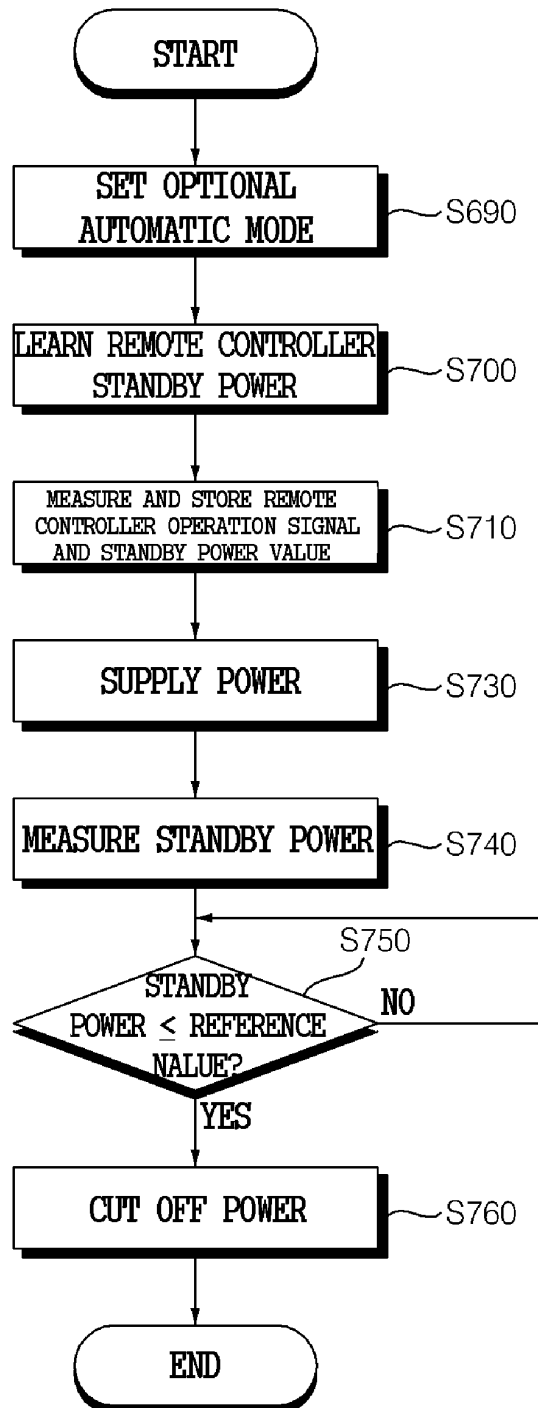 START
SET OPTIONAL
AUTOMATIC MODE
S690
LEARN REMOTE CONTROLLER
STANDBY POWER
S700
MEASURE AND STORE REMOTE
CONTROLLER OPERATION SIGNAL
AND STANDBY POWER VALUE
S710
SUPPLY POWER
S730
MEASURE STANDBY POWER
S740
S750
STANDBY
POWER ≤ REFERENCE
NALUE?
NO
YES
CUT OFF POWER
S760
END